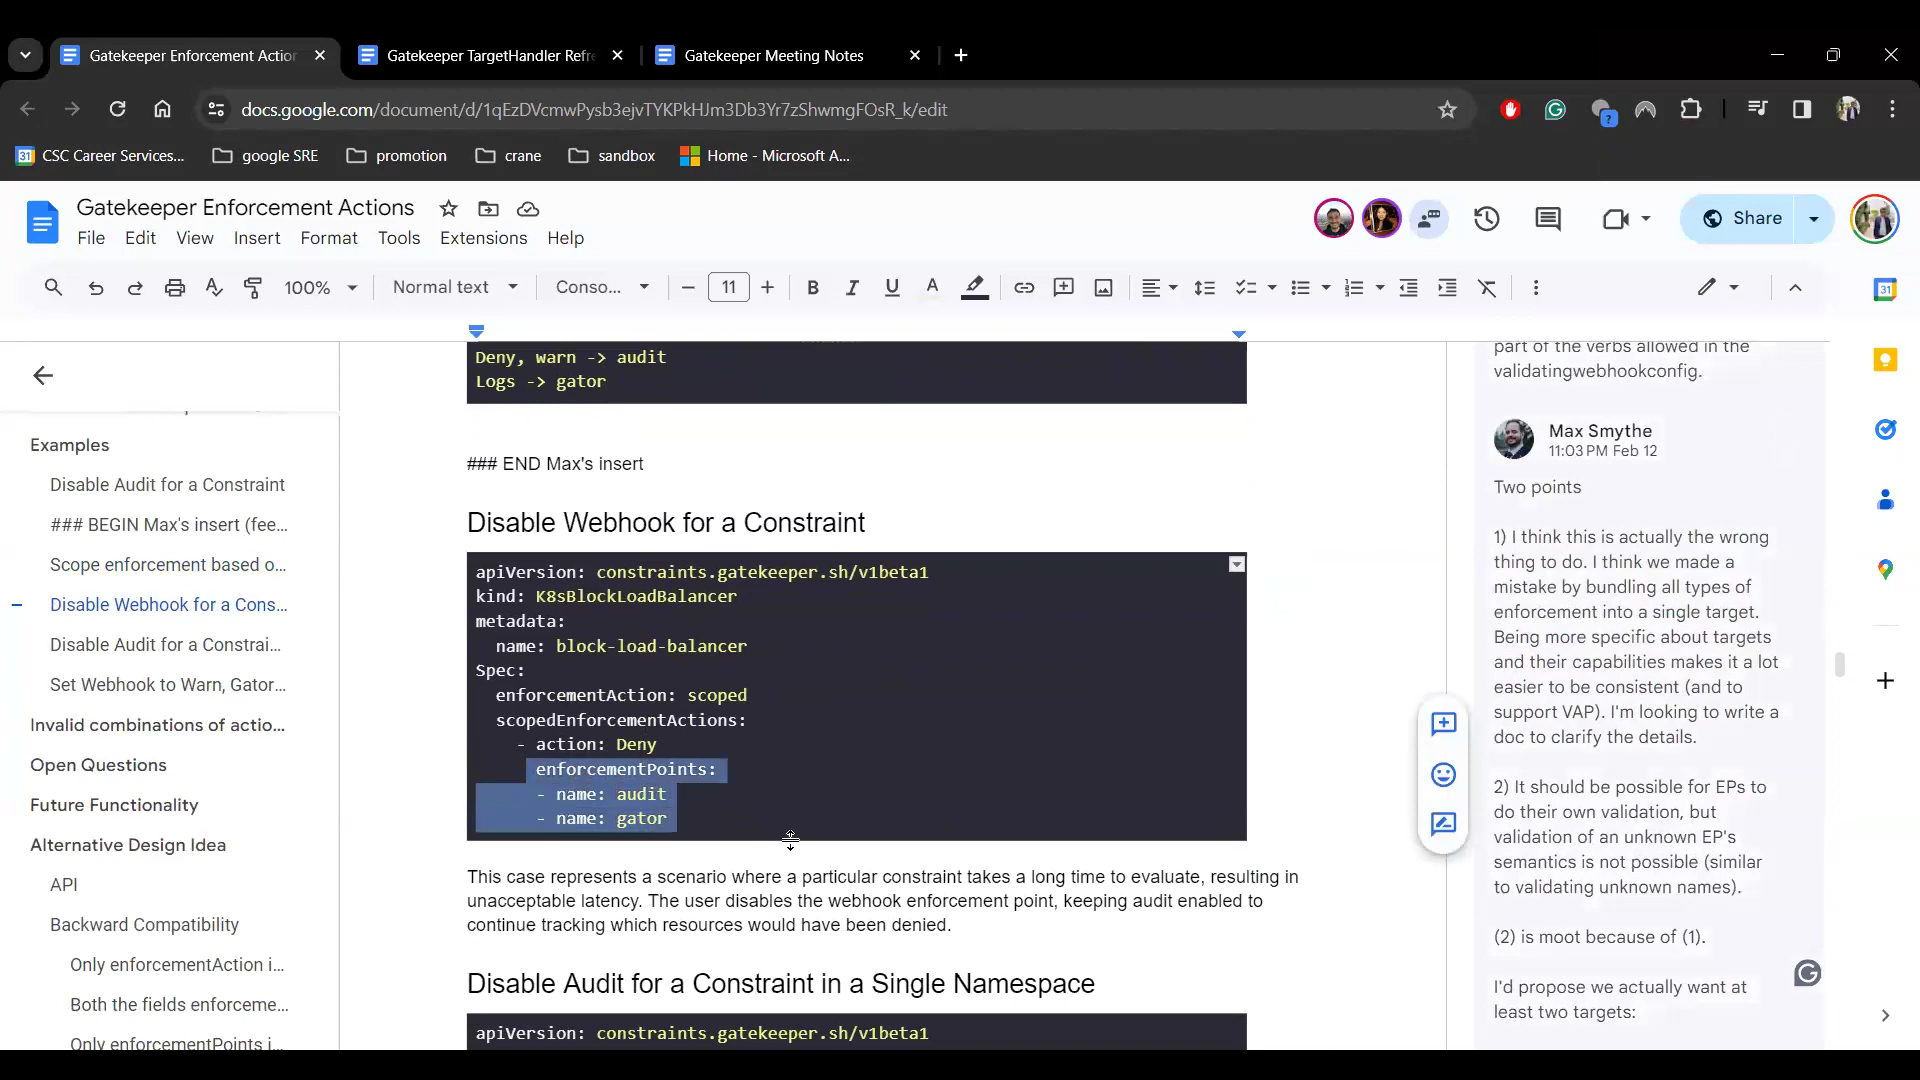 Gatekeeper Enforcement Action
Gatekeeper TargetHandler Refre
Gatekeeper Meeting Notes
docs.google.com/document/d/1qEzDVcmwPysb3ejvTYKPkHJm3Db3Yr7zShwmgFOsR_k/edit
CSC Career Services...
google SRE
promotion
crane
sandbox
Home - Microsoft A...
Gatekeeper Enforcement Actions
File Edit View Insert Format Tools Extensions Help
Share
100%
Normal text
Conso...
11
Examples
Disable Audit for a Constraint
### BEGIN Max's insert (fee...
Scope enforcement based o...
Disable Webhook for a Cons...
Disable Audit for a Constrai...
Set Webhook to Warn, Gator...
Invalid combinations of actio...
Open Questions
Future Functionality
Alternative Design Idea
API
Backward Compatibility
Only enforcementAction i...
Both the fields enforceme...
Only enforcementPoints i...
Deny, warn -> audit
Logs -> gator
### END Max's insert
Disable Webhook for a Constraint
apiVersion: constraints.gatekeeper.sh/v1beta1
kind: K8sBlockLoadBalancer
metadata:
name: block-load-balancer
Spec:
enforcementAction: scoped
scopedEnforcementActions:
- action: Deny
enforcementPoints:
- name: audit
- name: gator
This case represents a scenario where a particular constraint takes a long time to evaluate, resulting in
unacceptable latency. The user disables the webhook enforcement point, keeping audit enabled to
continue tracking which resources would have been denied.
Disable Audit for a Constraint in a Single Namespace
apiVersion: constraints.gatekeeper.sh/v1beta1
part of the verbs allowed in the
validatingwebhookconfig.
Max Smythe
11:03 PM Feb 12
Two points
1) I think this is actually the wrong
thing to do. I think we made a
mistake by bundling all types of
enforcement into a single target.
Being more specific about targets
and their capabilities makes it a lot
easier to be consistent (and to
support VAP). I'm looking to write a
doc to clarify the details.
2) It should be possible for EPs to
do their own validation, but
validation of an unknown EP's
semantics is not possible (similar
to validating unknown names).
(2) is moot because of (1).
I'd propose we actually want at
least two targets: